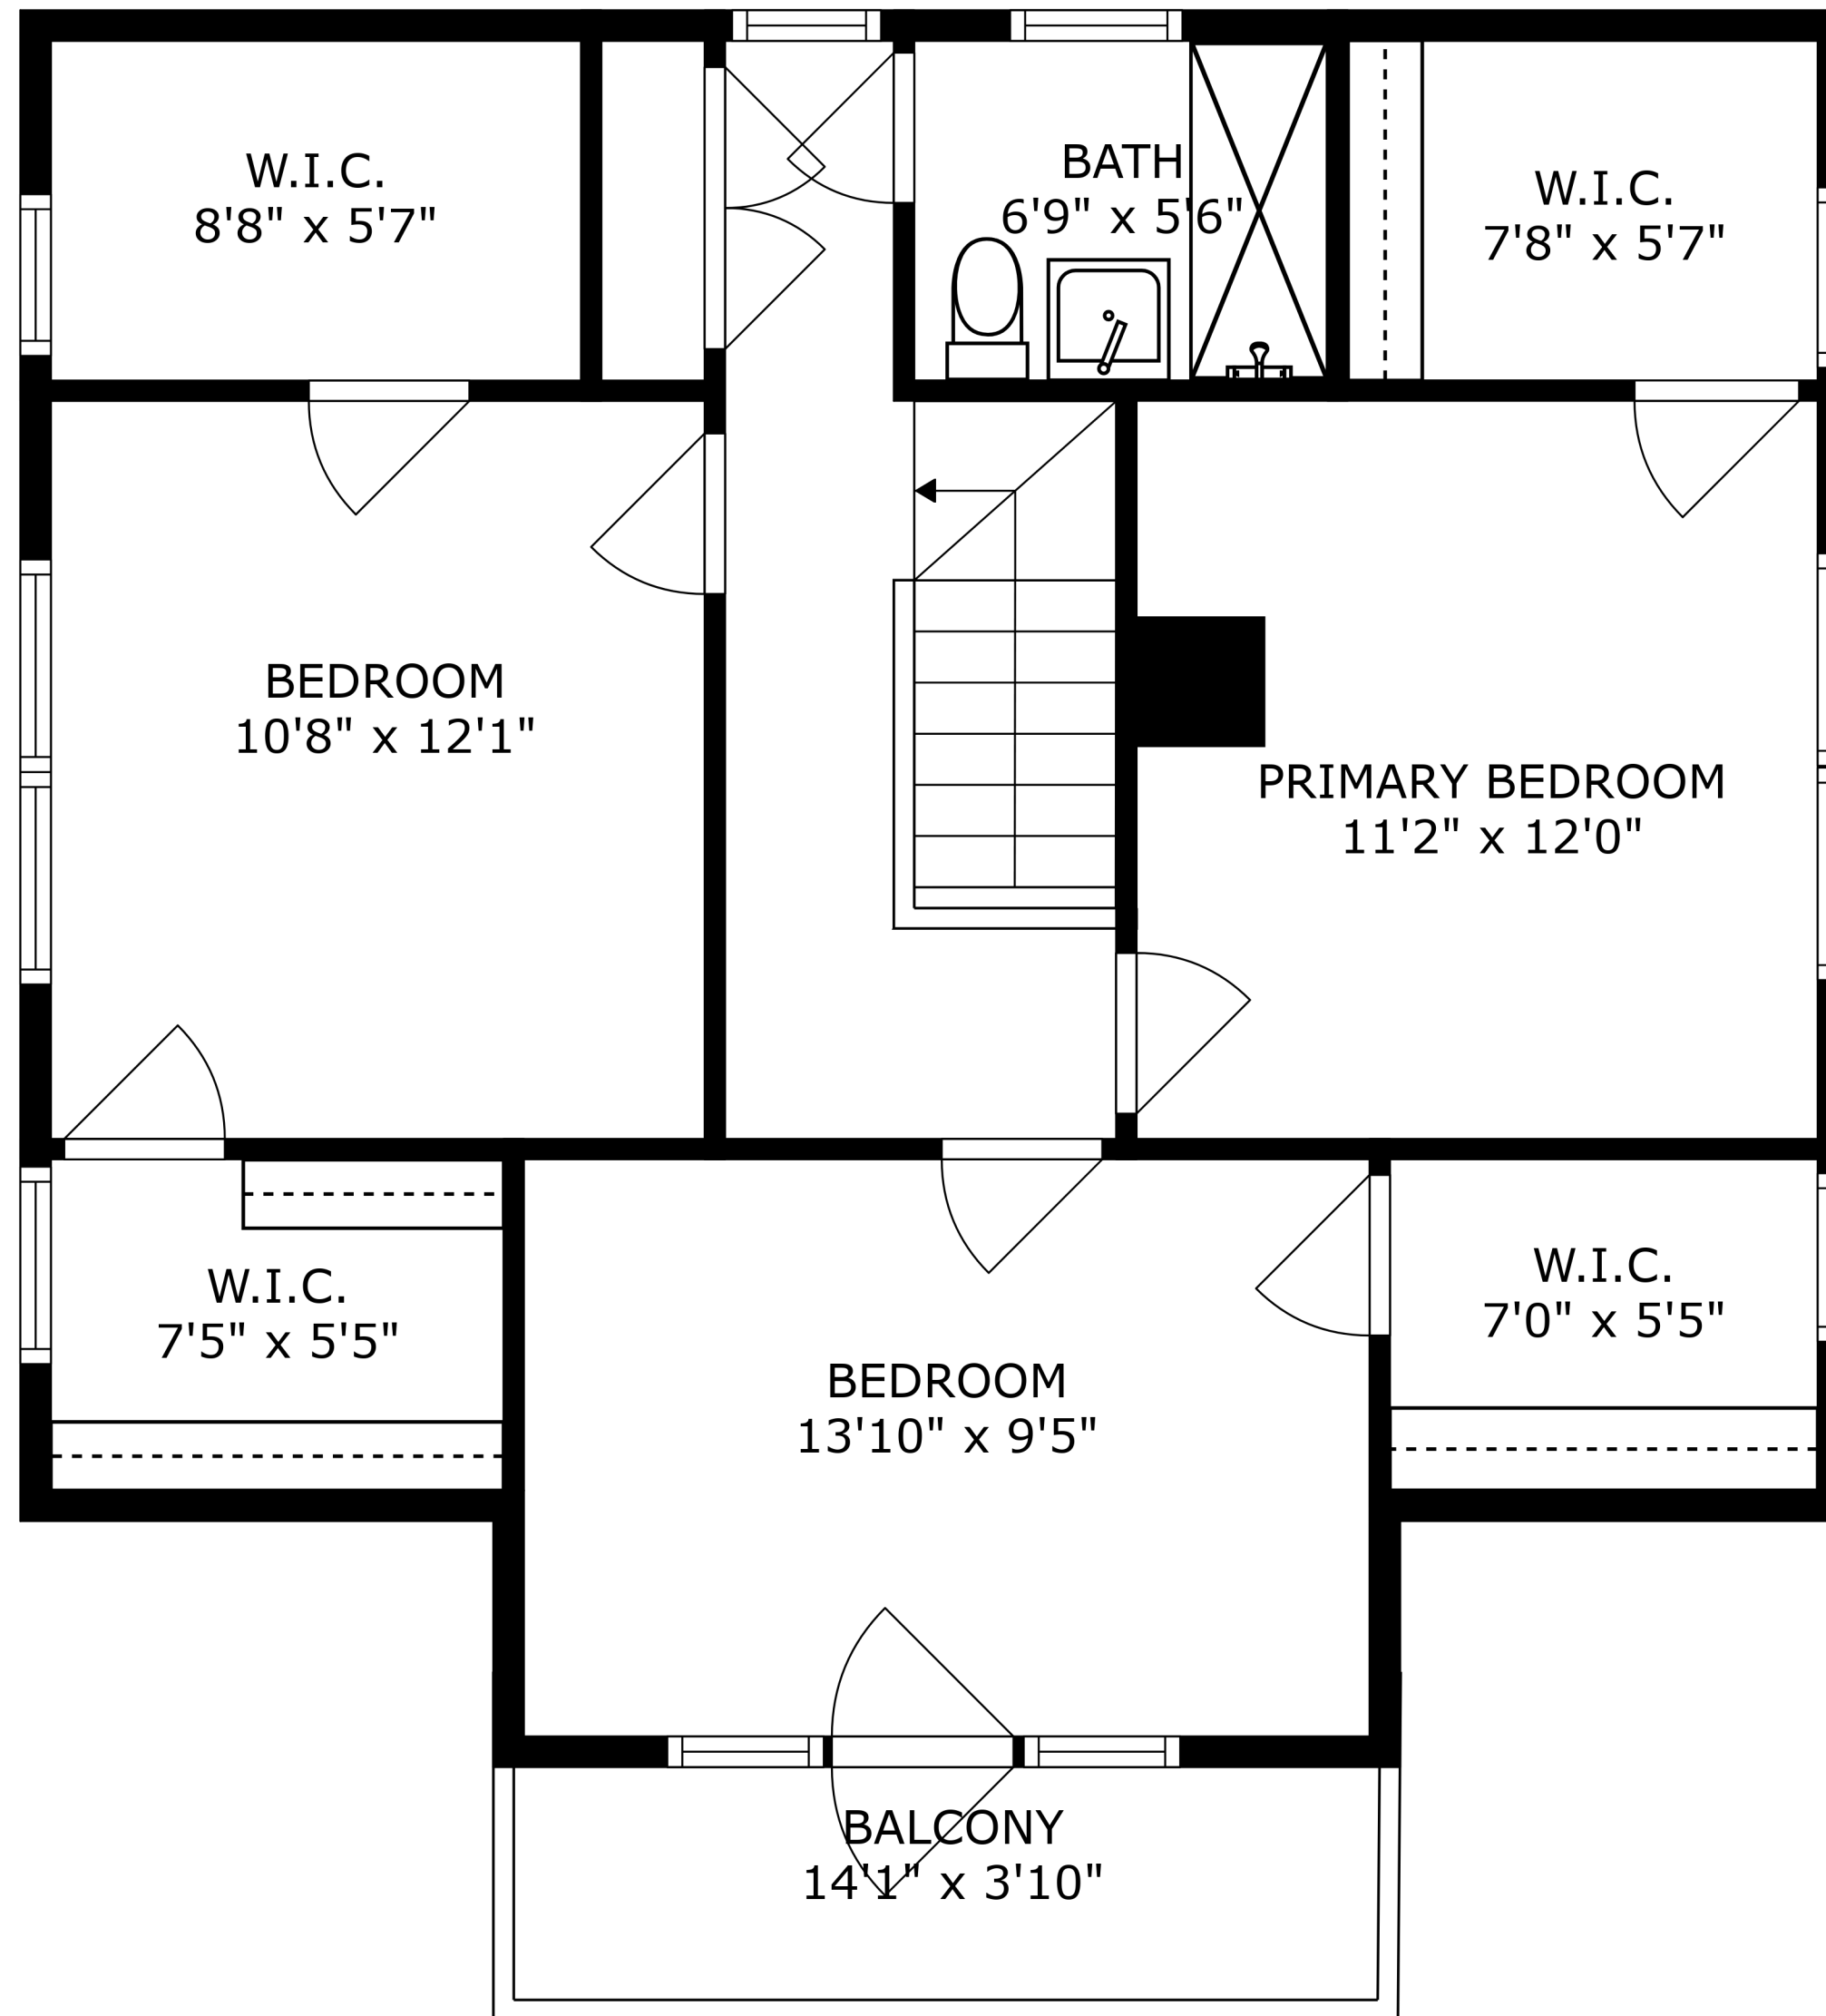 BATH
6'9" x 5'6"
W.I.C.
8'8" x 5'7"
W.I.C.
7'8" x 5'7"
BEDROOM
10'8" x 12'1"
PRIMARY BEDROOM
11'2" x 12'0"
W.I.C.
7'5" x 5'5"
W.I.C.
7'0" x 5'5"
BEDROOM
13'10" x 9'5"
BALCONY
14'1" x 3'10"